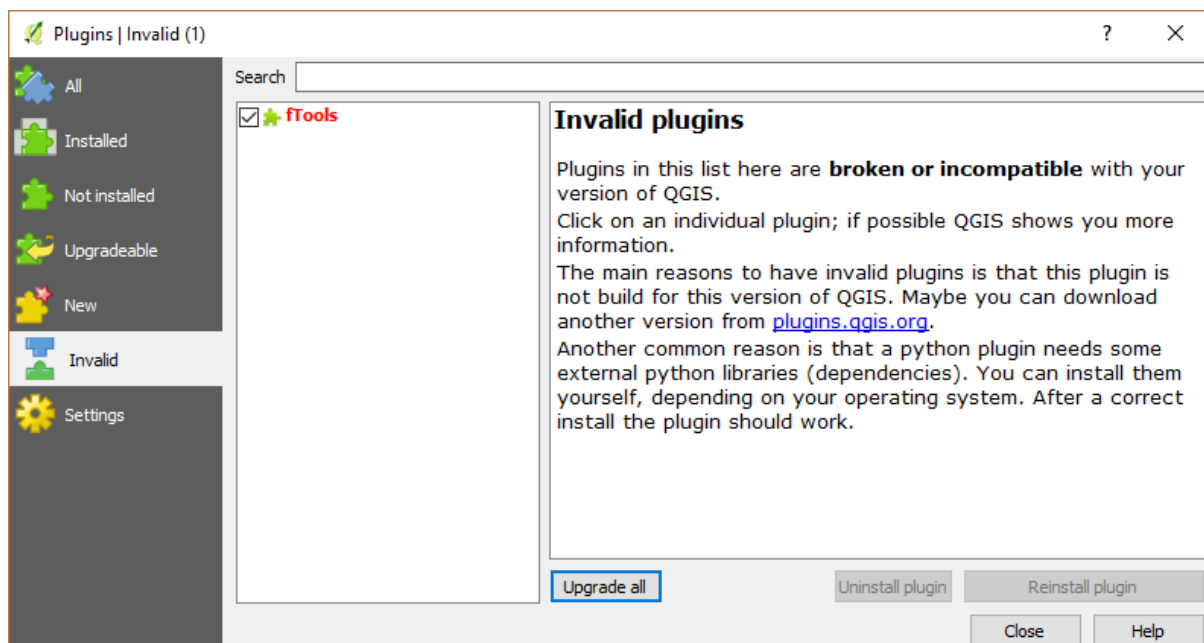 Plugins | Invalid (1)
?
All
Installed
Not installed
Upgradeable
New
Invalid
Settings
Search
fTools
Invalid plugins
Plugins in this list here are broken or incompatible with your
version of QGIS.
Click on an individual plugin; if possible QGIS shows you more
information.
The main reasons to have invalid plugins is that this plugin is
not build for this version of QGIS. Maybe you can download
another version from plugins.qgis.org.
Another common reason is that a python plugin needs some
external python libraries (dependencies). You can install them
yourself, depending on your operating system. After a correct
install the plugin should work.
Upgrade all
Uninstall plugin
Reinstall plugin
Close
Help